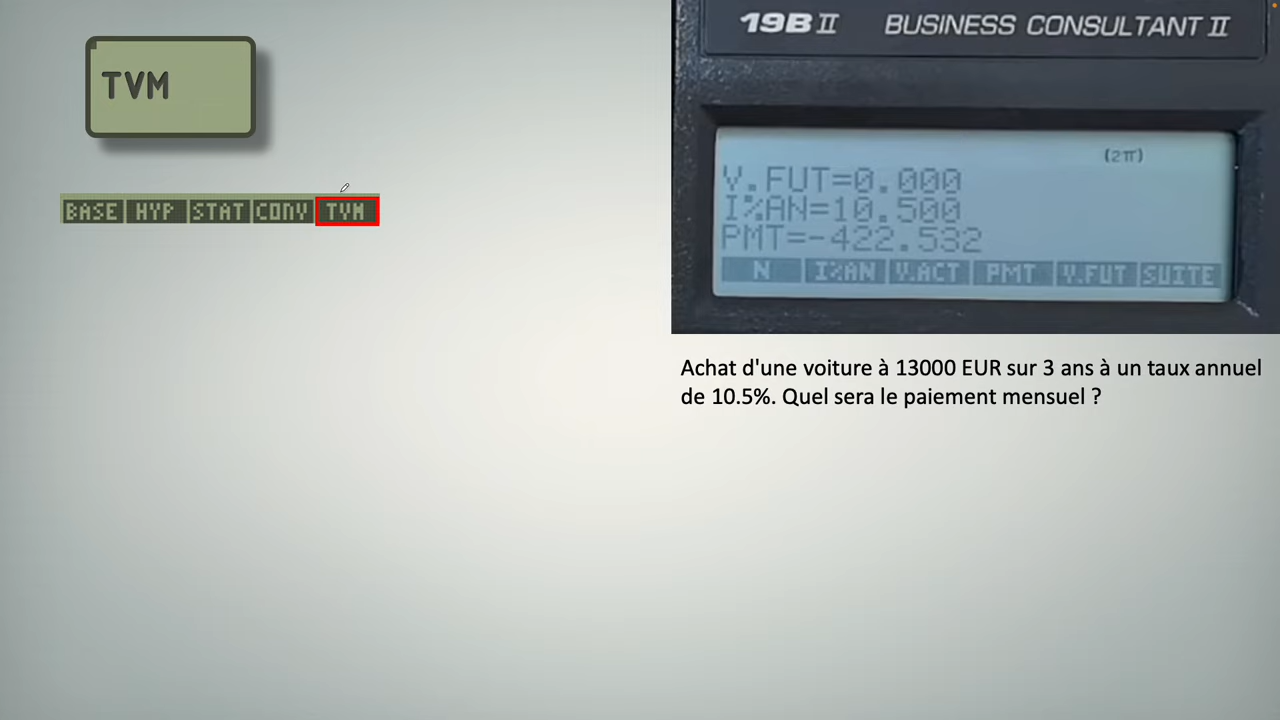 TVM
BASE HYP STAT CONV TVM
19BII BUSINESS CONSULTANT II
(2π)
V.FUT=0.000
I%AN=10.500
PMT=-422.532
N I%AN V.ACT PMT V.FUT SUITE
Achat d'une voiture à 13000 EUR sur 3 ans à un taux annuel
de 10.5%. Quel sera le paiement mensuel ?